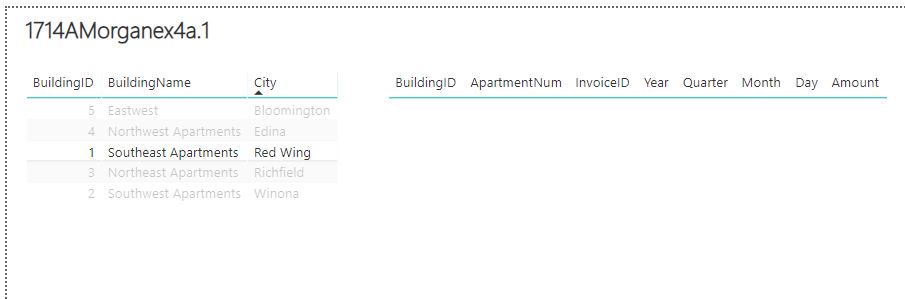 1714AMorganex4a.1
BuildingID BuildingName City
5 Eastwest Bloomington
4 Northwest Apartments Edina
1 Southeast Apartments Red Wing
3 Northeast Apartments Richfield
2 Southwest Apartments Winona
BuildingID ApartmentNum InvoiceID Year Quarter Month Day Amount